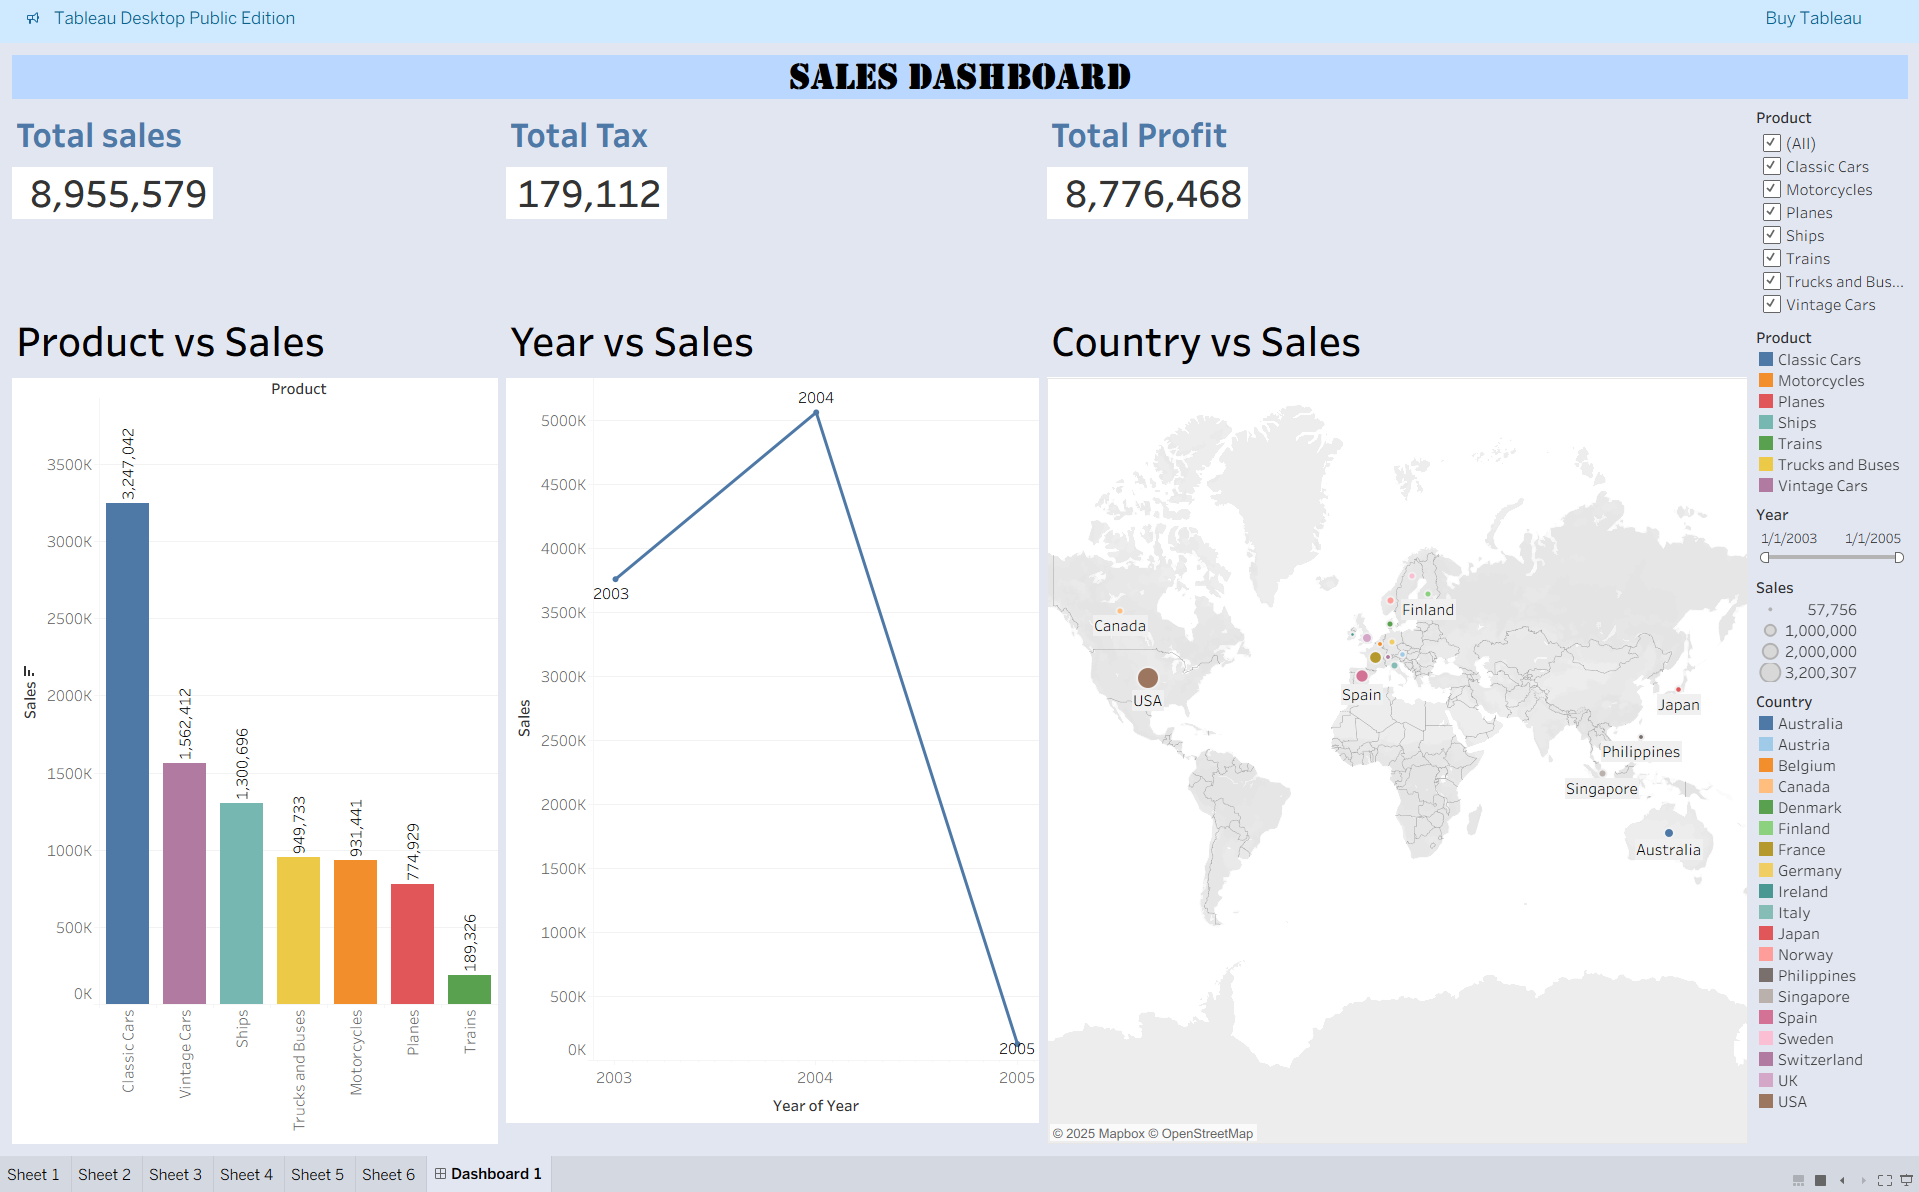 Tableau Desktop Public Edition
Buy Tableau
SALES DASHBOARD
Total sales
8,955,579
Total Tax
179,112
Total Profit
8,776,468
Product
(All)
Classic Cars
Motorcycles
Planes
Ships
Trains
Trucks and Bus...
Vintage Cars
Product vs Sales
Product
Sales
3500K
3000K
2500K
2000K
1500K
1000K
500K
0K
3,247,042
1,562,412
1,300,696
949,733
931,441
774,929
189,326
Classic Cars
Vintage Cars
Ships
Trucks and Buses
Motorcycles
Planes
Trains
Year vs Sales
Sales
5000K
4500K
4000K
3500K
3000K
2500K
2000K
1500K
1000K
500K
0K
2004
2003
2005
2003
2004
2005
Year of Year
Country vs Sales
Canada
USA
Finland
Spain
Japan
Philippines
Singapore
Australia
© 2025 Mapbox © OpenStreetMap
Product
Classic Cars
Motorcycles
Planes
Ships
Trains
Trucks and Buses
Vintage Cars
Year
1/1/2003 1/1/2005
Sales
57,756
1,000,000
2,000,000
3,200,307
Country
Australia
Austria
Belgium
Canada
Denmark
Finland
France
Germany
Ireland
Italy
Japan
Norway
Philippines
Singapore
Spain
Sweden
Switzerland
UK
USA
Sheet 1 Sheet 2 Sheet 3 Sheet 4 Sheet 5 Sheet 6 Dashboard 1